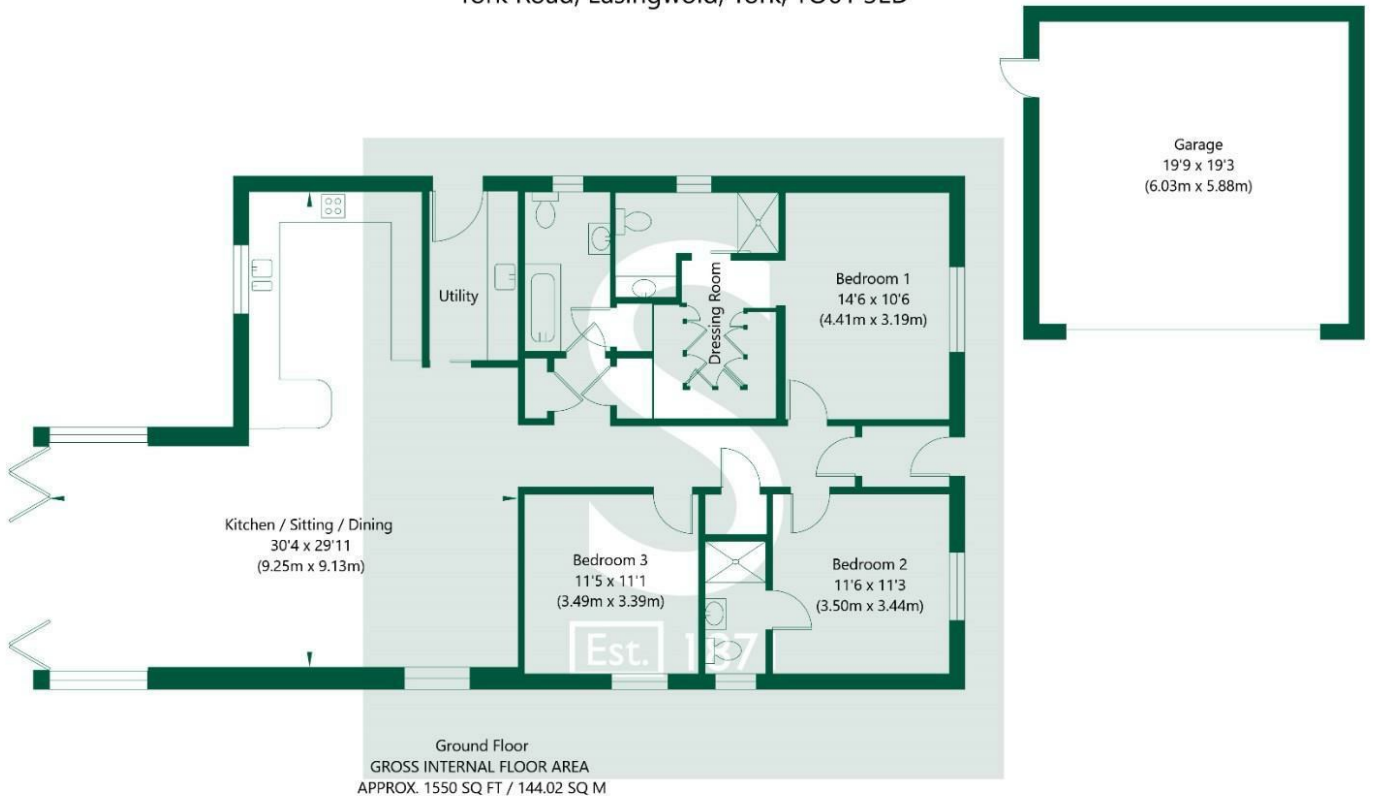 Garage
19'9 x 19'3
(6.03m x 5.88m)
Utility
Dressing Room
Bedroom 1
14'6 x 10'6
(4.41m x 3.19m)
Kitchen / Sitting / Dining
30'4 x 29'11
(9.25m x 9.13m)
Bedroom 3
11'5 x 11'1
(3.49m x 3.39m)
Bedroom 2
11'6 x 11'3
(3.50m x 3.44m)
S
Est. 187
Ground Floor
GROSS INTERNAL FLOOR AREA
APPROX. 1550 SQ FT / 144.02 SQ M